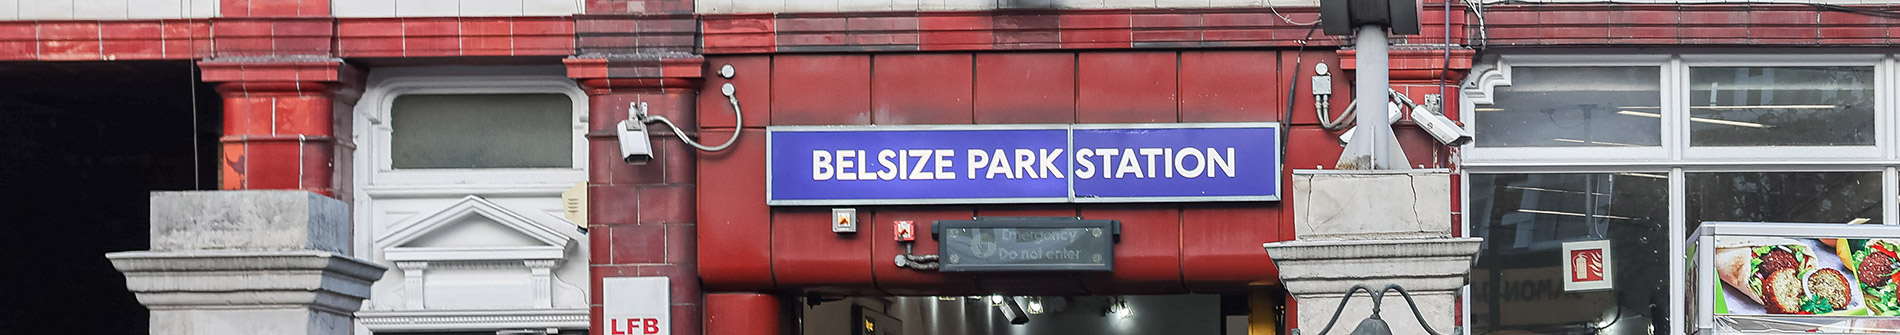 BELSIZE PARK STATION
Emergency
Do not enter
LFB